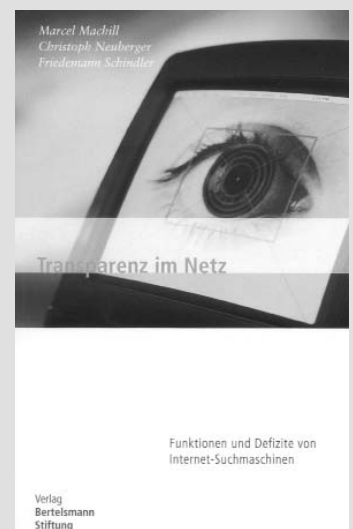 Marcel Machill
Christoph Neuberger
Friedemann Schindler
Transparenz im Netz
Funktionen und Defizite von
Internet-Suchmaschinen
Verlag
Bertelsmann
Stiftung